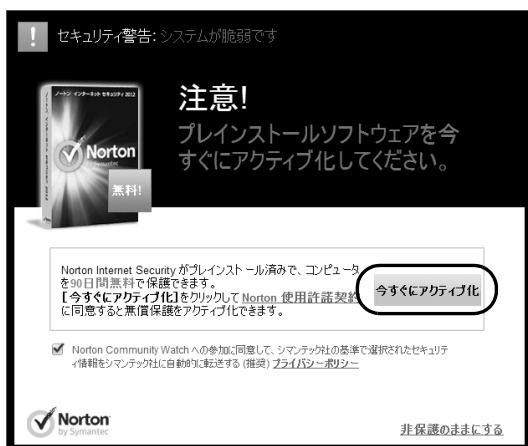 ! セキュリティ警告: システムが脆弱です
ノートン インターネット セキュリティ 2012
Norton
by Symantec
無料!
注意!
プレインストールソフトウェアを今
すぐにアクティブ化してください。
Norton Internet Security がプレインストール済みで、コンピュータ
を90日間無料で保護できます。
【今すぐにアクティブ化】をクリックして Norton 使用許諾契約
に同意すると無償保護をアクティブ化できます。
今すぐにアクティブ化
Norton Community Watch への参加に同意して、シマンテック社の基準で選択されたセキュリテ
ィ情報をシマンテック社に自動的に転送する (推奨) プライバシーポリシー
Norton
by Symantec
非保護のままにする